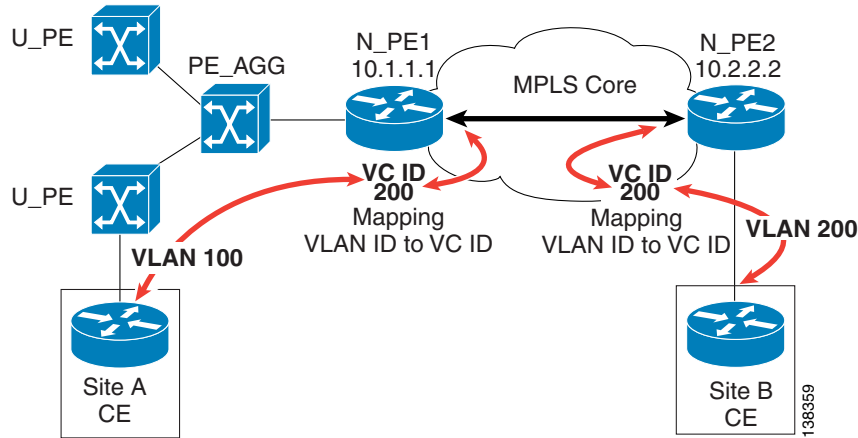 U_PE
PE_AGG
N_PE1
10.1.1.1
MPLS Core
N_PE2
10.2.2.2
U_PE
VC ID
200
Mapping
VLAN ID to VC ID
VC ID
200
Mapping
VLAN ID to VC ID
VLAN 100
VLAN 200
Site A
CE
Site B
CE
138359